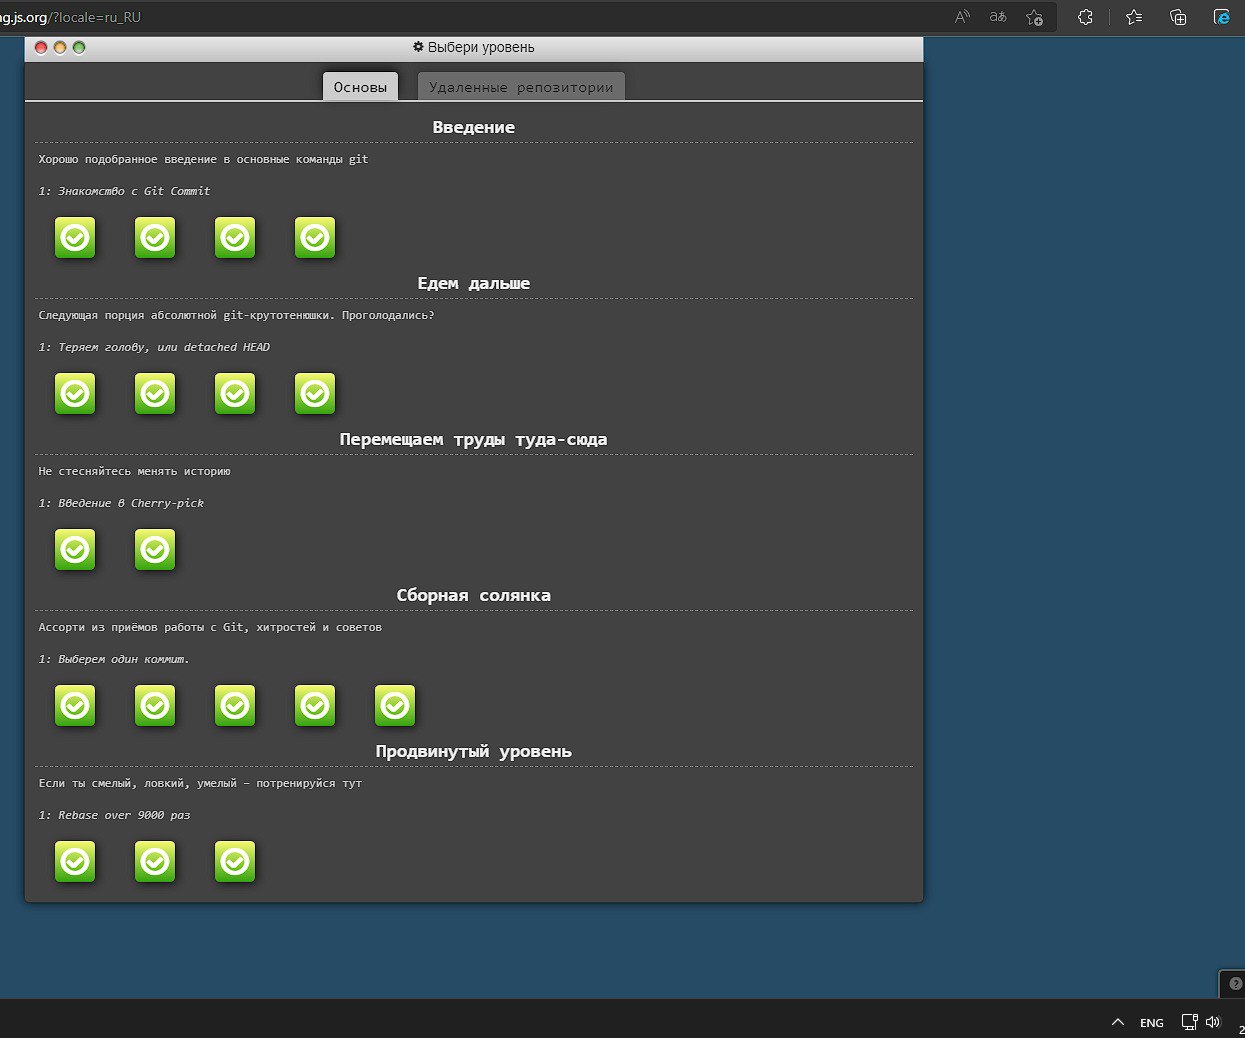 ng.js.org/?locale=ru_RU
Выбери уровень
Основы
Удаленные репозитории
Введение
Хорошо подобранное введение в основные команды git
1: Знакомство с Git Commit
Едем дальше
Следующая порция абсолютной git-крутотенюшки. Проголодались?
1: Теряем голову, или detached HEAD
Перемещаем труды туда-сюда
Не стесняйтесь менять историю
1: Введение в Cherry-pick
Сборная солянка
Ассорти из приёмов работы с Git, хитростей и советов
1: Выберем один коммит.
Продвинутый уровень
Если ты смелый, ловкий, умелый – потренируйся тут
1: Rebase over 9000 раз
ENG
2